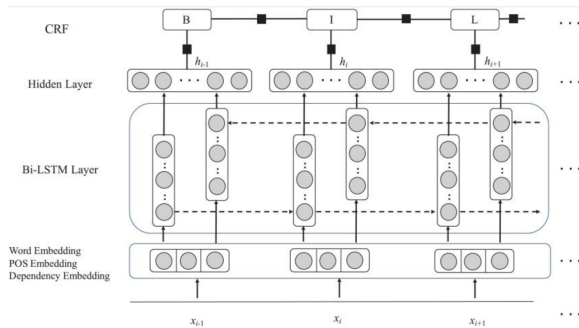 CRF B I L ...
h_{i-1} h_i h_{i+1}
Hidden Layer ... ... ... ...
Bi-LSTM Layer ...
Word Embedding
POS Embedding
Dependency Embedding ...
x_{i-1} x_i x_{i+1} ...